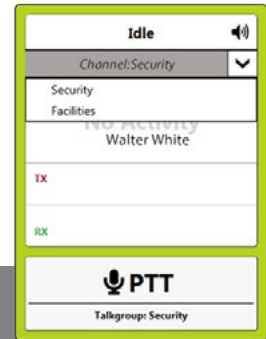 Idle
Channel:Security
Security
Facilities
No Activity
Walter White
TX
RX
PTT
Talkgroup: Security